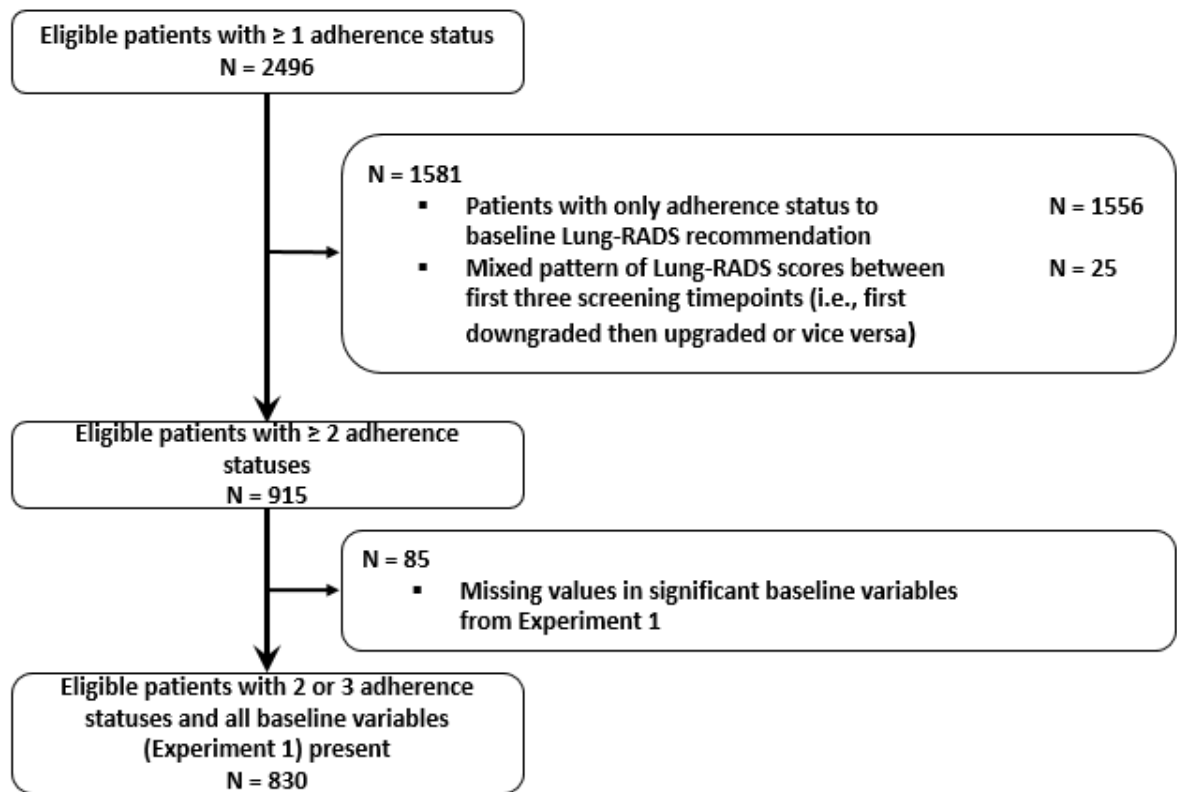 Eligible patients with ≥ 1 adherence status
N = 2496
N = 1581
▪ Patients with only adherence status to N = 1556
baseline Lung-RADS recommendation
▪ Mixed pattern of Lung-RADS scores between N = 25
first three screening timepoints (i.e., first
downgraded then upgraded or vice versa)
Eligible patients with ≥ 2 adherence
statuses
N = 915
N = 85
▪ Missing values in significant baseline variables
from Experiment 1
Eligible patients with 2 or 3 adherence
statuses and all baseline variables
(Experiment 1) present
N = 830